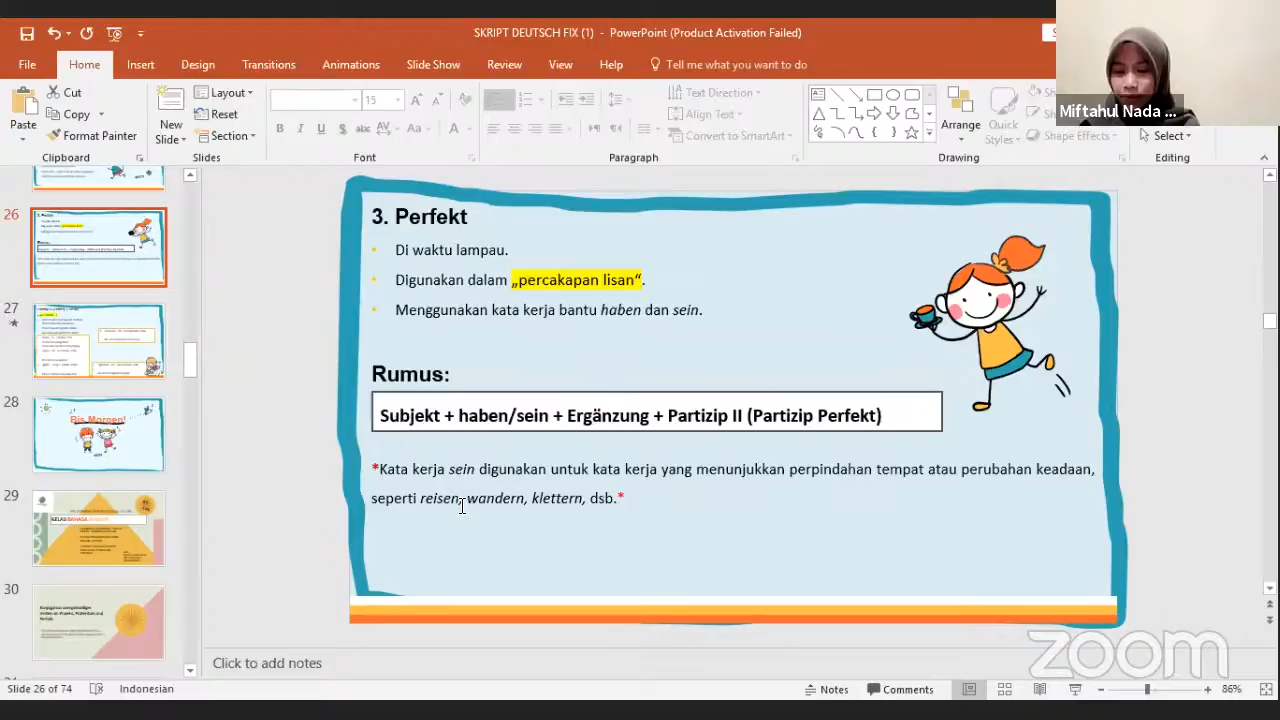 SKRIPT DEUTSCH FIX (1) - PowerPoint (Product Activation Failed)
File Home Insert Design Transitions Animations Slide Show Review View Help Tell me what you want to do
Paste Cut Copy Format Painter
Clipboard
New Slide Layout Reset Section
Slides
15
B I U S abc AV Aa A
Font
Text Direction
Align Text
Convert to SmartArt
Paragraph
Arrange Quick Styles Shape Effects
Drawing
Select
Editing
Miftahul Nada ...
26
27
28
Bis Morgen!
29
30
3. Perfekt
• Di waktu lampau.
• Digunakan dalam „percakapan lisan“.
• Menggunakan kata kerja bantu haben dan sein.
Rumus:
Subjekt + haben/sein + Ergänzung + Partizip II (Partizip Perfekt)
*Kata kerja sein digunakan untuk kata kerja yang menunjukkan perpindahan tempat atau perubahan keadaan,
seperti reisen, wandern, klettern, dsb.*
zoom
Click to add notes
Slide 26 of 74 Indonesian Notes Comments 86%